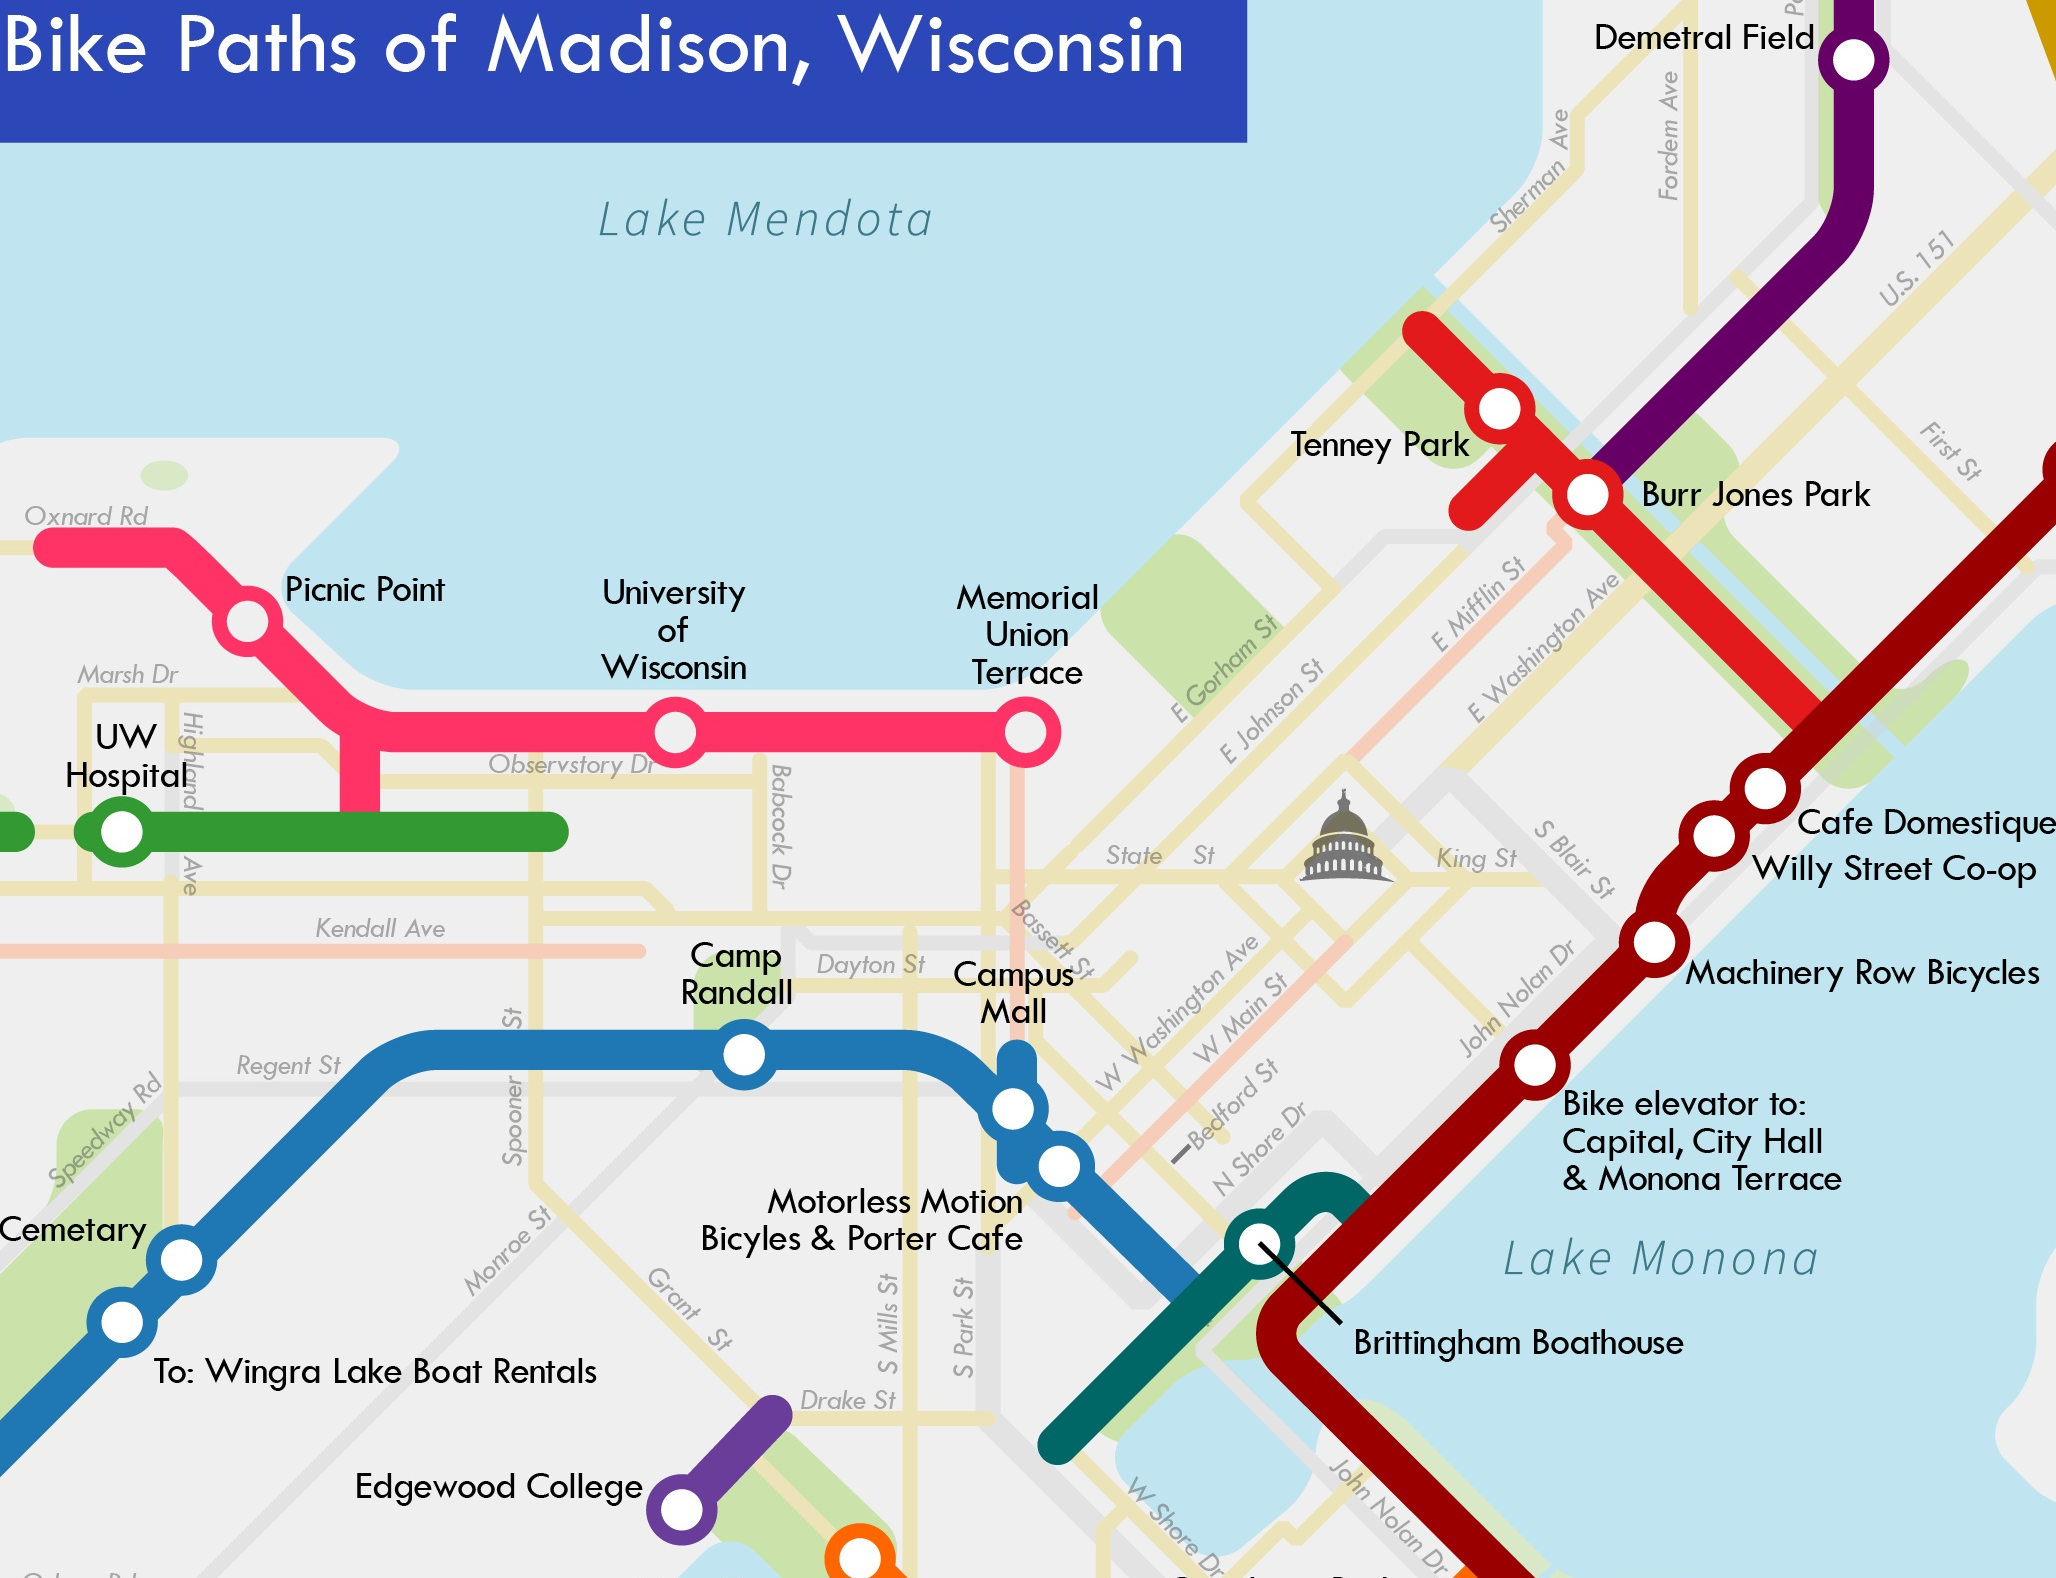 Bike Paths of Madison, Wisconsin
Demetral Field
Fordem Ave
Sherman Ave
Lake Mendota
U.S. 151
Tenney Park
First St
Burr Jones Park
Oxnard Rd
Picnic Point
University
of
Wisconsin
Memorial
Union
Terrace
E Mifflin St
E Gorham St
E Johnson St
E Washington Ave
Marsh Dr
Highland Ave
UW
Hospital
Observstory Dr
Babcock Dr
State St
King St
S Blair St
Cafe Domestique
Willy Street Co-op
Kendall Ave
Bassett St
Camp
Randall
Dayton St
Campus
Mall
W Washington Ave
W Main St
John Nolan Dr
Machinery Row Bicycles
Spooner St
Regent St
Speedway Rd
Bedford St
N Shore Dr
Bike elevator to:
Capital, City Hall
& Monona Terrace
Cemetary
Motorless Motion
Bicyles & Porter Cafe
Monroe St
Lake Monona
Grant St
S Mills St
S Park St
Brittingham Boathouse
To: Wingra Lake Boat Rentals
Drake St
Edgewood College
W Shore Dr
John Nolan Dr